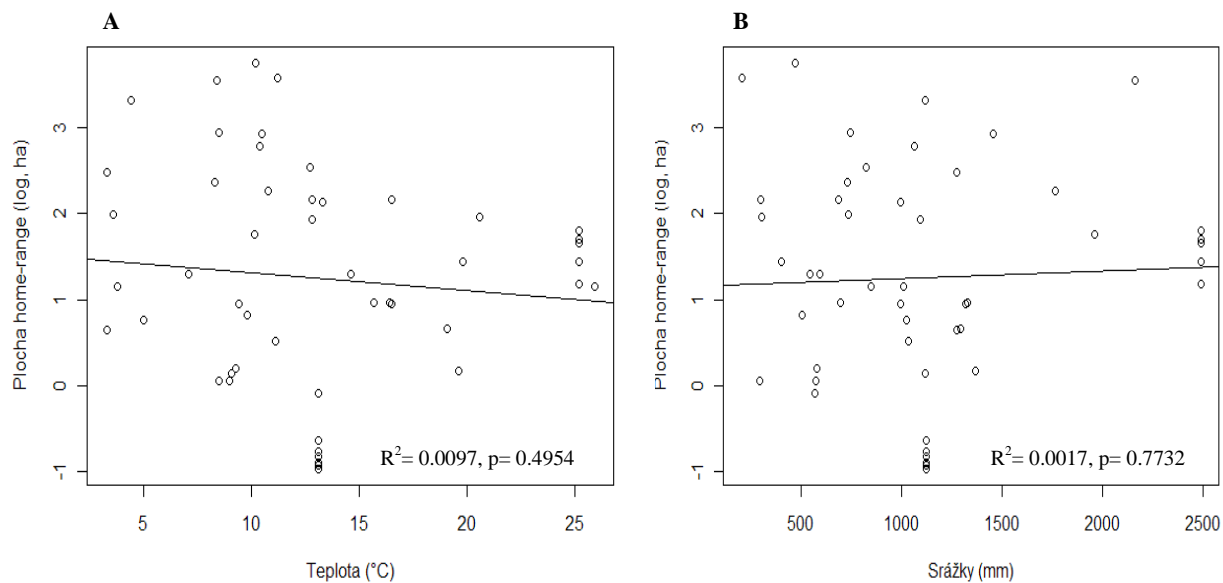 A
B
Plocha home-range (log, ha)
3
2
1
0
-1
R²= 0.0097, p= 0.4954
5
10
15
20
25
Teplota (°C)
Plocha home-range (log, ha)
3
2
1
0
-1
R²= 0.0017, p= 0.7732
500
1000
1500
2000
2500
Srážky (mm)